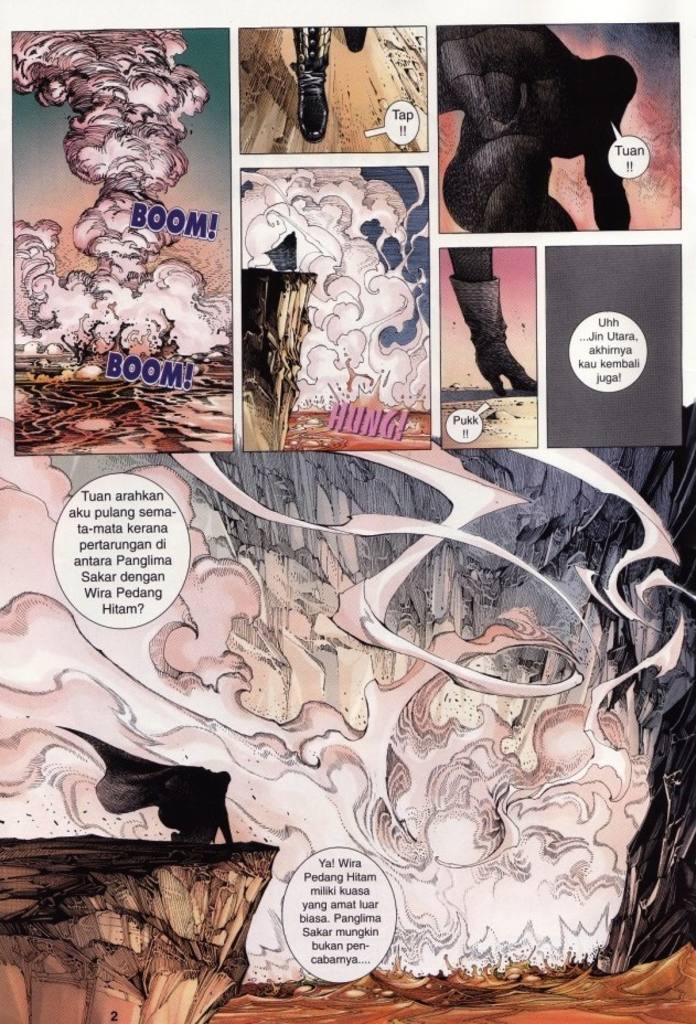 BOOM!
BOOM!
Tap
!!
HUNG!
Tuan
!!
Pukk
!!
Uhh
...Jin Utara,
akhirnya
kau kembali
juga!
Tuan arahkan
aku pulang sema-
ta-mata kerana
pertarungan di
antara Panglima
Sakar dengan
Wira Pedang
Hitam?
Ya! Wira
Pedang Hitam
miliki kuasa
yang amat luar
biasa. Panglima
Sakar mungkin
bukan pen-
cabarnya....
2